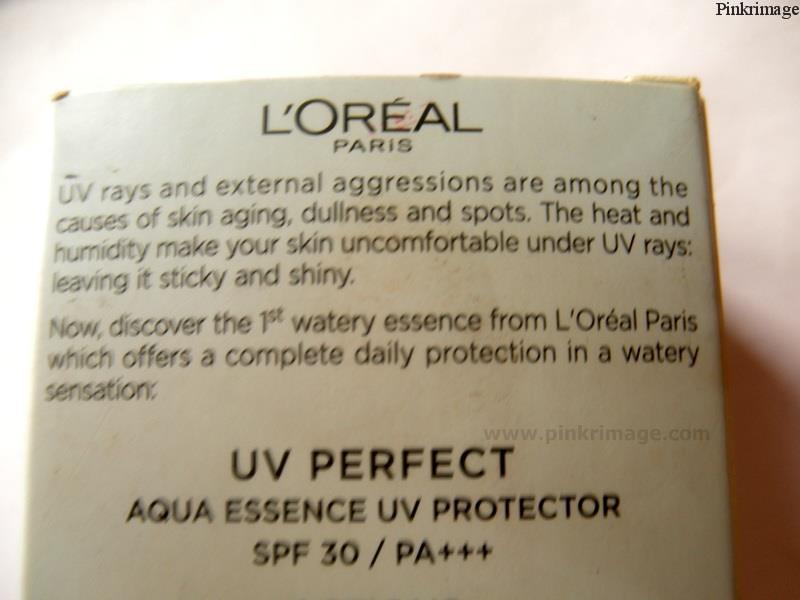 Pinkrimage
L'ORÉAL
PARIS
UV rays and external aggressions are among the
causes of skin aging, dullness and spots. The heat and
humidity make your skin uncomfortable under UV rays:
leaving it sticky and shiny.
Now, discover the 1st watery essence from L'Oréal Paris
which offers a complete daily protection in a watery
sensation:
www.pinkrimage.com
UV PERFECT
AQUA ESSENCE UV PROTECTOR
SPF 30 / PA+++